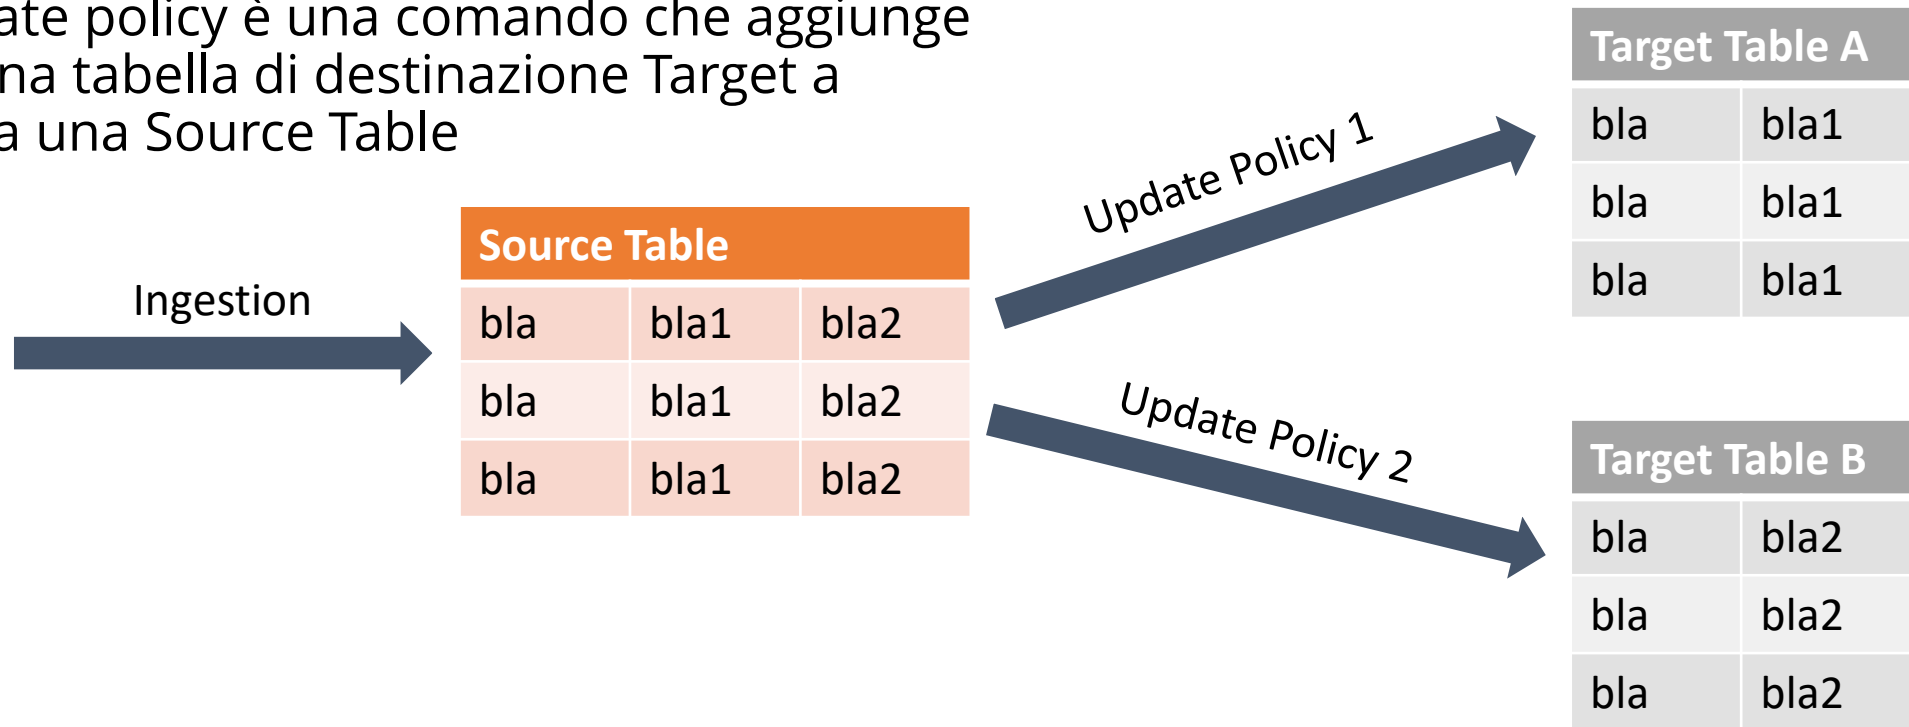 ate policy è una comando che aggiunge
na tabella di destinazione Target a
a una Source Table
Ingestion
Source Table
bla bla1 bla2
bla bla1 bla2
bla bla1 bla2
Update Policy 1
Update Policy 2
Target Table A
bla bla1
bla bla1
bla bla1
Target Table B
bla bla2
bla bla2
bla bla2